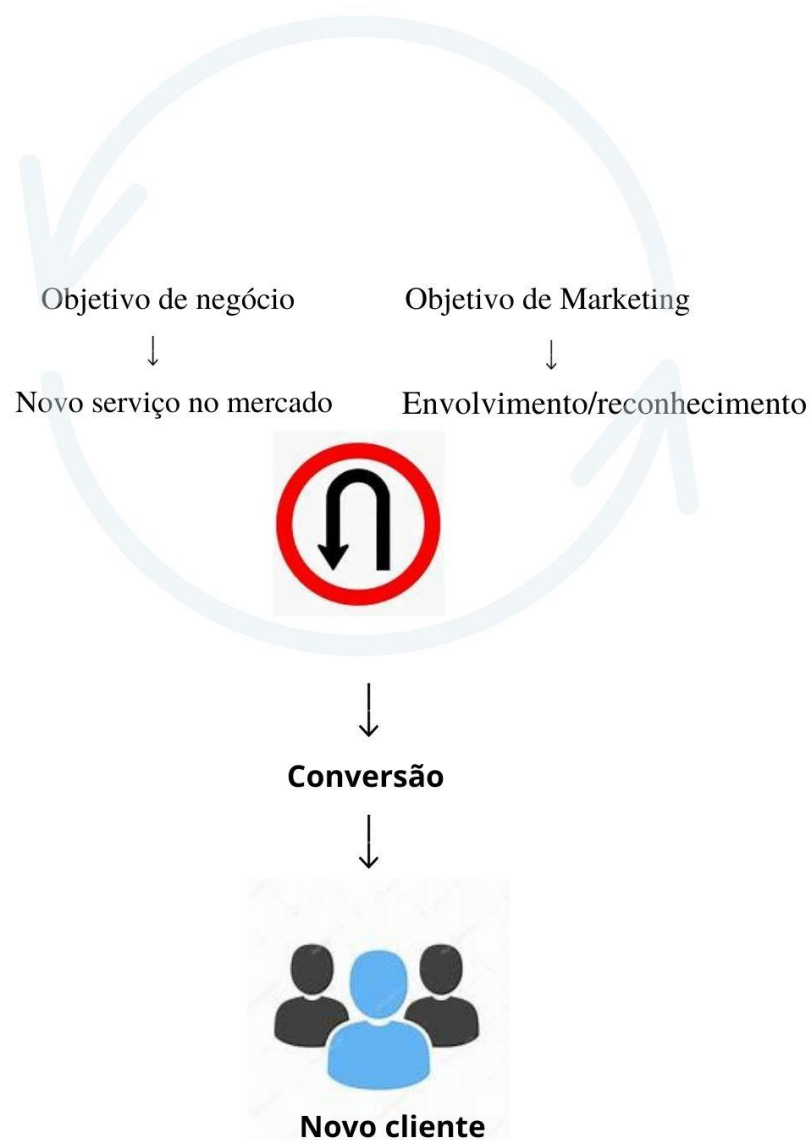 Objetivo de negócio
Objetivo de Marketing
↓
↓
Novo serviço no mercado
Envolvimento/reconhecimento
↓
Conversão
↓
Novo cliente